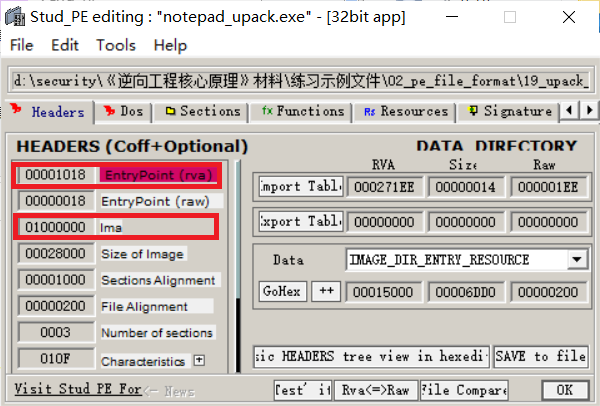 Stud_PE editing : "notepad_upack.exe" - [32bit app]
File Edit Tools Help
d:\security\《逆向工程核心原理》材料\练习示例文件\02_pe_file_format\19_upack_
Headers Dos Sections Functions Resources Signature
HEADERS (Coff+Optional) DATA DIRECTORY
RVA Size Raw
00001018 EntryPoint (rva) Import Table 000271EE 00000014 000001EE
00000018 EntryPoint (raw)
01000000 Ima Export Table 00000000 00000000 00000000
00028000 Size of Image Data IMAGE_DIR_ENTRY_RESOURCE
00001000 Sections Alignment GoHex ++ 00015000 00006DD0 00000200
00000200 File Alignment
0003 Number of sections
010F Characteristics + sic HEADERS tree view in hexedit SAVE to file
Visit Stud PE For <- News Test' it Rva<=>Raw File Compare OK